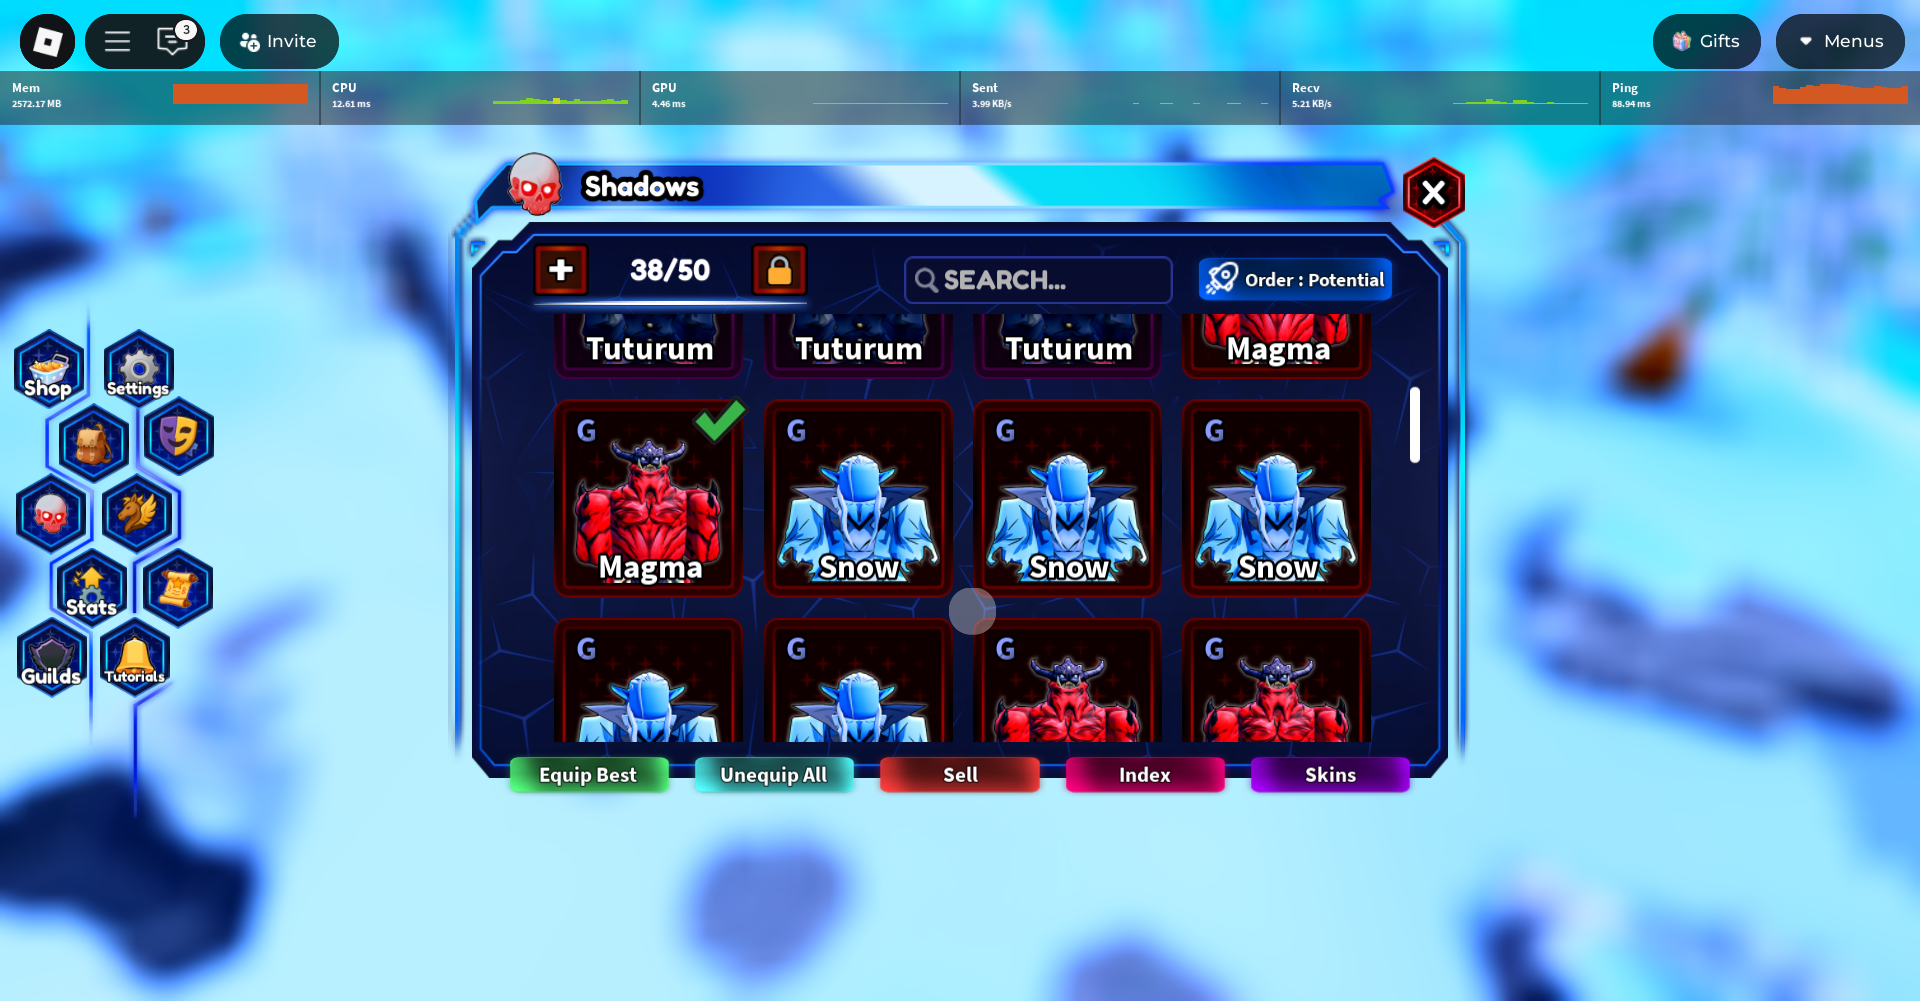 3
Invite
Gifts
Menus
Mem
2572.17 MB
CPU
12.61 ms
GPU
4.46 ms
Sent
3.99 KB/s
Recv
5.21 KB/s
Ping
88.94 ms
Shadows
38/50
SEARCH...
Order : Potential
Tuturum
Tuturum
Tuturum
Magma
G
Magma
G
Snow
G
Snow
G
Snow
G
G
G
G
Equip Best
Unequip All
Sell
Index
Skins
Shop
Settings
Stats
Guilds
Tutorials